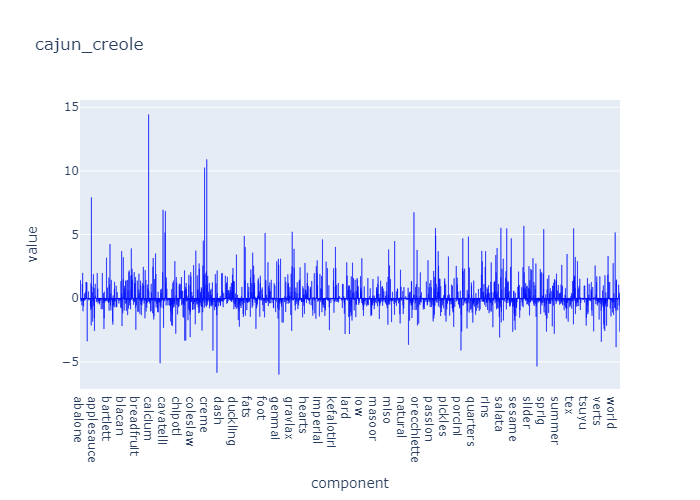 cajun_creole
value
15
10
5
0
−5
abalone
applesauce
bartlett
blacan
breadfruit
calcium
cavatelli
chipotl
coleslaw
creme
dash
duckling
fats
foot
genmai
gravlax
hearts
imperial
kefalotiri
lard
low
masoor
miso
natural
orecchiette
passion
pickles
porcini
quarters
rins
salata
sesame
slider
sprig
summer
tex
tsuyu
verts
world
component